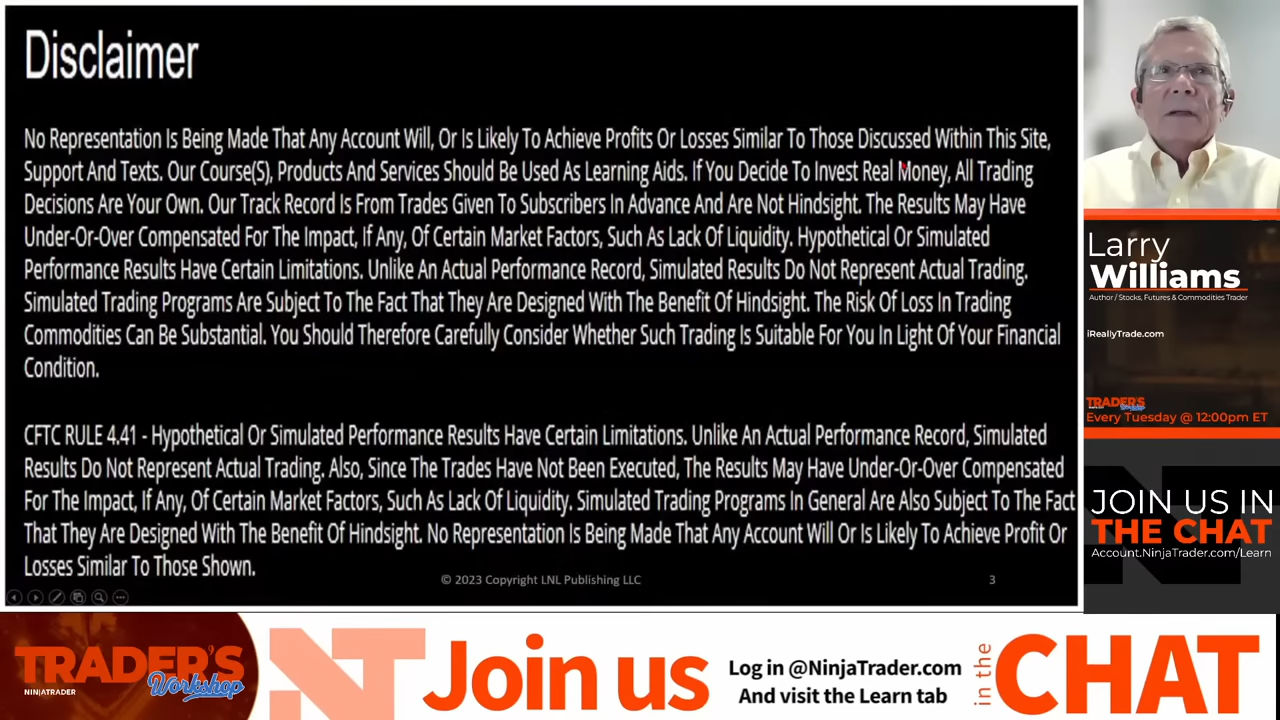 Disclaimer
No Representation Is Being Made That Any Account Will, Or Is Likely To Achieve Profits Or Losses Similar To Those Discussed Within This Site,
Support And Texts. Our Course(S), Products And Services Should Be Used As Learning Aids. If You Decide To Invest Real Money, All Trading
Decisions Are Your Own. Our Track Record Is From Trades Given To Subscribers In Advance And Are Not Hindsight. The Results May Have
Under-Or-Over Compensated For The Impact, If Any, Of Certain Market Factors, Such As Lack Of Liquidity. Hypothetical Or Simulated
Performance Results Have Certain Limitations. Unlike An Actual Performance Record, Simulated Results Do Not Represent Actual Trading.
Simulated Trading Programs Are Subject To The Fact That They Are Designed With The Benefit Of Hindsight. The Risk Of Loss In Trading
Commodities Can Be Substantial. You Should Therefore Carefully Consider Whether Such Trading Is Suitable For You In Light Of Your Financial
Condition.
CFTC RULE 4.41 - Hypothetical Or Simulated Performance Results Have Certain Limitations. Unlike An Actual Performance Record, Simulated
Results Do Not Represent Actual Trading. Also, Since The Trades Have Not Been Executed, The Results May Have Under-Or-Over Compensated
For The Impact, If Any, Of Certain Market Factors, Such As Lack Of Liquidity. Simulated Trading Programs In General Are Also Subject To The Fact
That They Are Designed With The Benefit Of Hindsight. No Representation Is Being Made That Any Account Will Or Is Likely To Achieve Profit Or
Losses Similar To Those Shown.
© 2023 Copyright LNL Publishing LLC
3
Larry
Williams
Author / Stocks, Futures & Commodities Trader
iReallyTrade.com
TRADER'S
Workshop
Every Tuesday @ 12:00pm ET
JOIN US IN
THE CHAT
Account.NinjaTrader.com/Learn
TRADER'S
Workshop
NINJATRADER
Join us
Log in @NinjaTrader.com
And visit the Learn tab
in the
CHAT